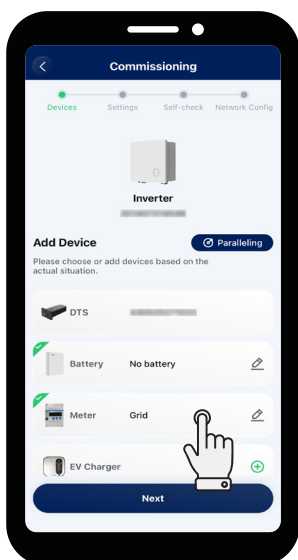 Commissioning
Devices Settings Self-check Network Config
Inverter
Add Device Paralleling
Please choose or add devices based on the
actual situation.
DTS
Battery No battery
Meter Grid
EV Charger
Next